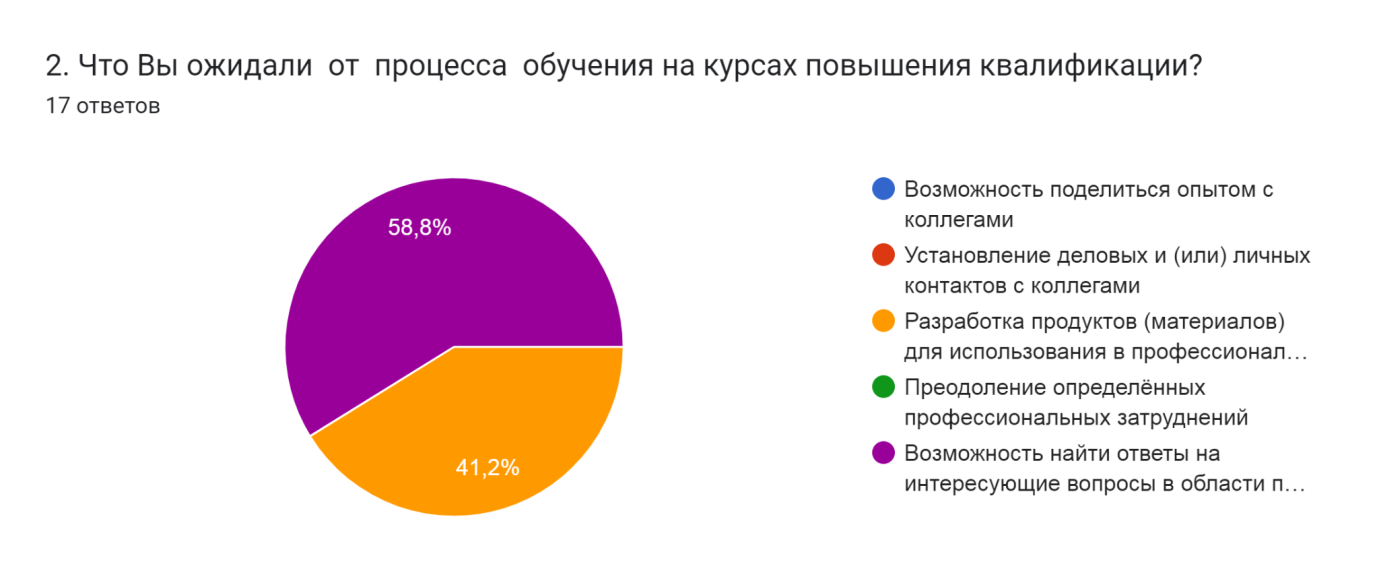 2. Что Вы ожидали от процесса обучения на курсах повышения квалификации?
17 ответов
58,8%
41,2%
Возможность поделиться опытом с
коллегами
Установление деловых и (или) личных
контактов с коллегами
Разработка продуктов (материалов)
для использования в профессионал…
Преодоление определённых
профессиональных затруднений
Возможность найти ответы на
интересующие вопросы в области п…